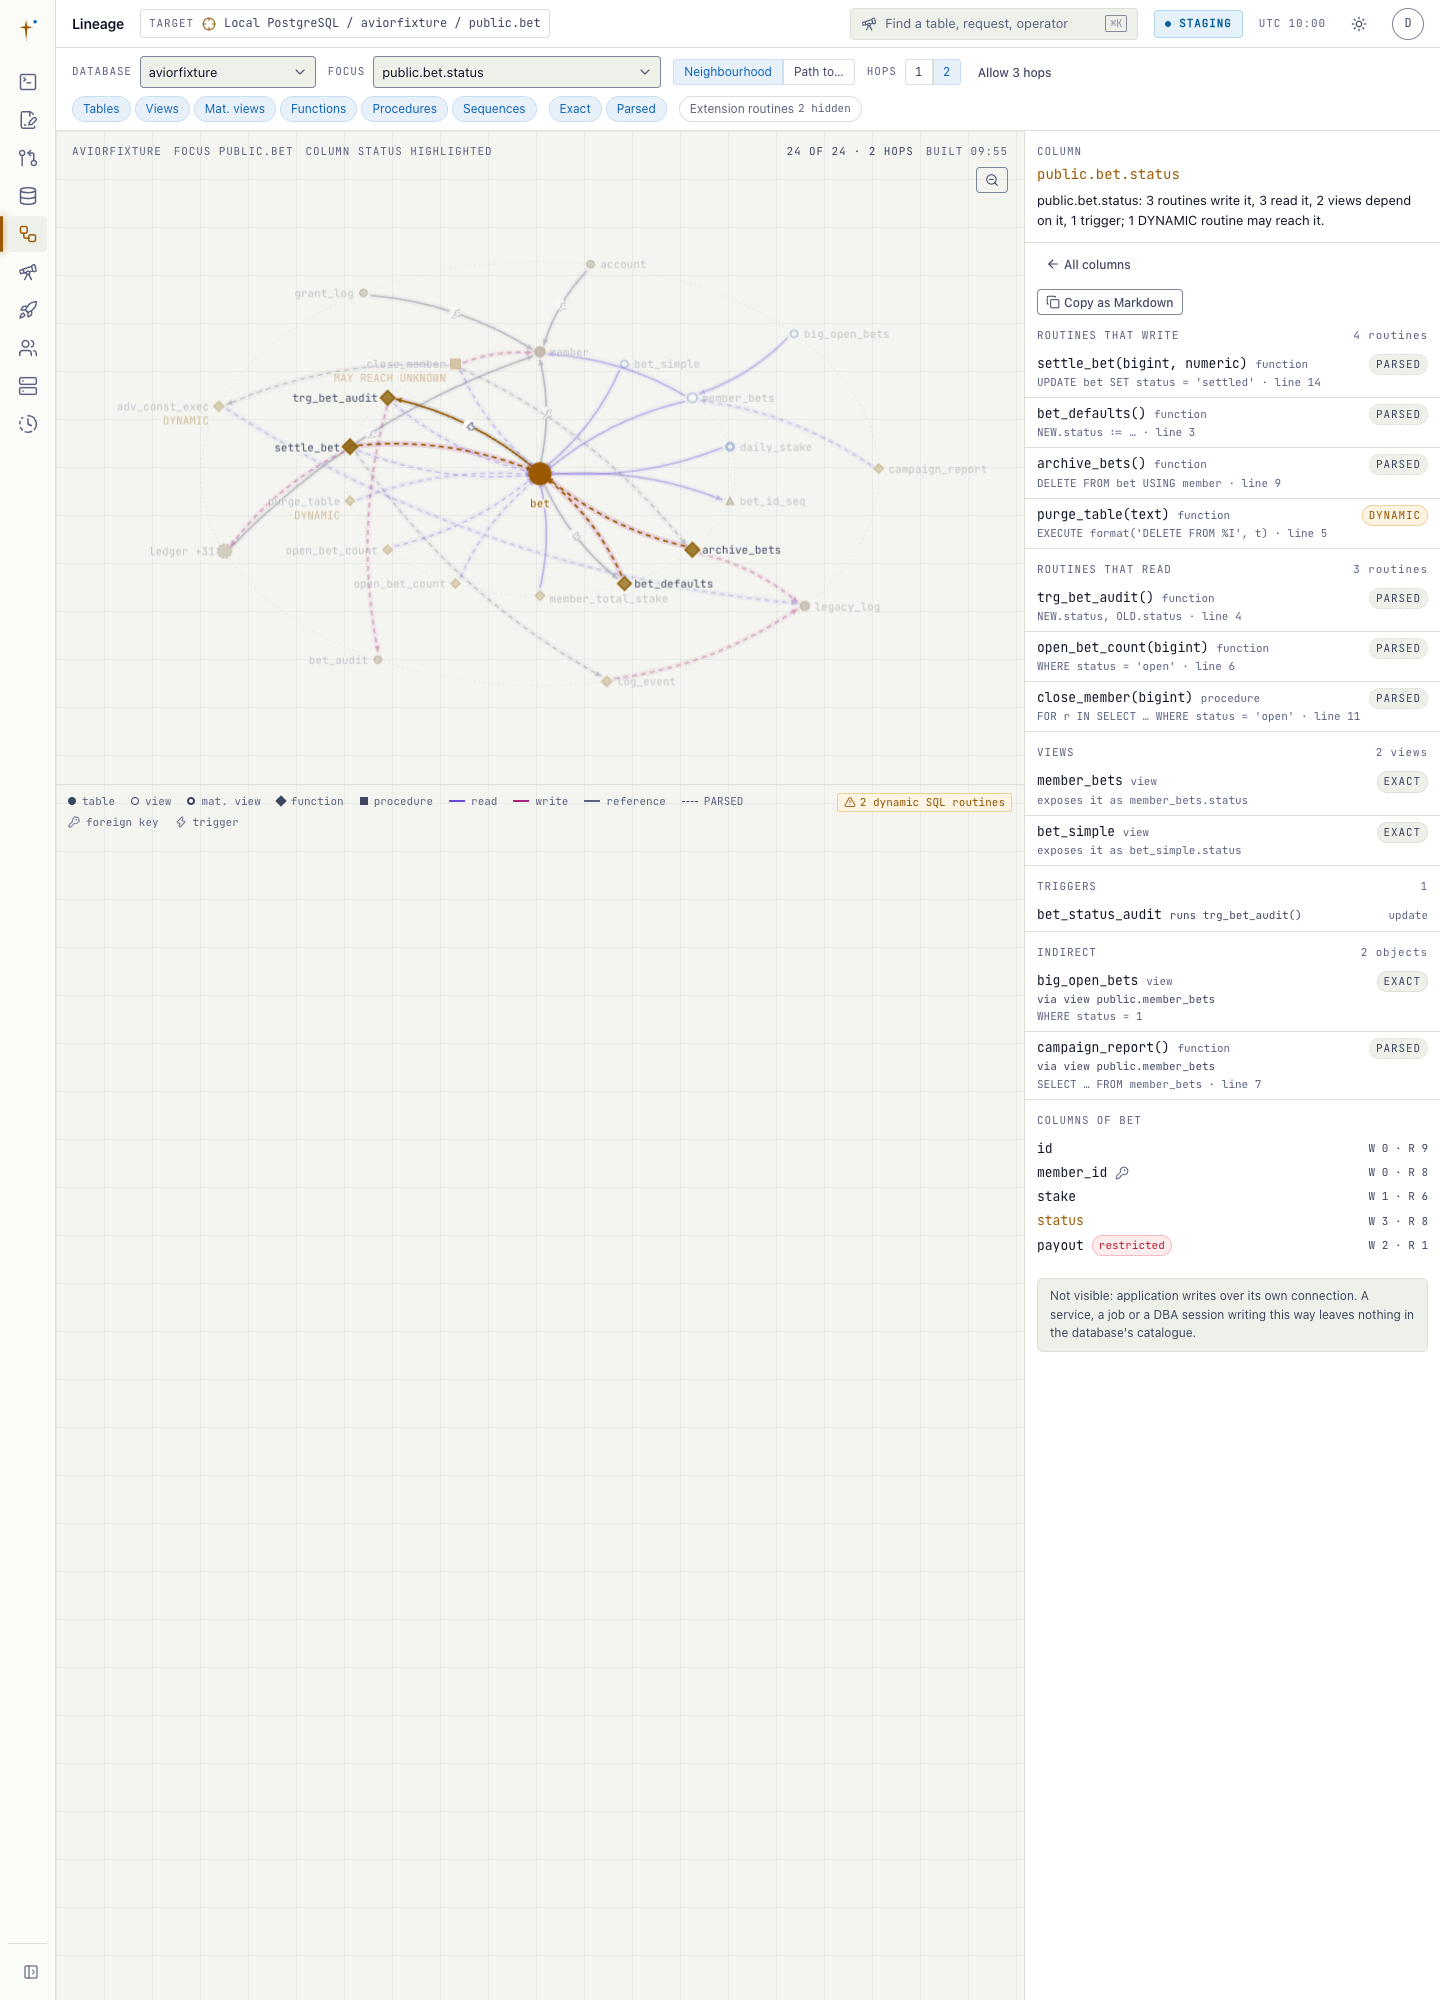 Lineage
TARGET Local PostgreSQL / aviorfixture / public.bet
Find a table, request, operator ⌘K
STAGING
UTC 10:00
D
DATABASE aviorfixture
FOCUS public.bet.status
Neighbourhood Path to…
HOPS 1 2
Allow 3 hops
Tables Views Mat. views Functions Procedures Sequences Exact Parsed Extension routines 2 hidden
AVIORFIXTURE FOCUS PUBLIC.BET COLUMN STATUS HIGHLIGHTED
24 OF 24 · 2 HOPS BUILT 09:55
account
grant_log
big_open_bets
member
close_member
MAY REACH UNKNOWN
bet_simple
trg_bet_audit
member_bets
adv_const_exec
DYNAMIC
settle_bet
daily_stake
campaign_report
bet
purge_table
DYNAMIC
bet_id_seq
ledger +31
open_bet_count
archive_bets
open_bet_count
bet_defaults
member_total_stake
legacy_log
bet_audit
log_event
table view mat. view function procedure read write reference PARSED
foreign key trigger
2 dynamic SQL routines
COLUMN
public.bet.status
public.bet.status: 3 routines write it, 3 read it, 2 views depend
on it, 1 trigger; 1 DYNAMIC routine may reach it.
All columns
Copy as Markdown
ROUTINES THAT WRITE 4 routines
settle_bet(bigint, numeric) function PARSED
UPDATE bet SET status = 'settled' · line 14
bet_defaults() function PARSED
NEW.status := … · line 3
archive_bets() function PARSED
DELETE FROM bet USING member · line 9
purge_table(text) function DYNAMIC
EXECUTE format('DELETE FROM %I', t) · line 5
ROUTINES THAT READ 3 routines
trg_bet_audit() function PARSED
NEW.status, OLD.status · line 4
open_bet_count(bigint) function PARSED
WHERE status = 'open' · line 6
close_member(bigint) procedure PARSED
FOR r IN SELECT … WHERE status = 'open' · line 11
VIEWS 2 views
member_bets view EXACT
exposes it as member_bets.status
bet_simple view EXACT
exposes it as bet_simple.status
TRIGGERS 1
bet_status_audit runs trg_bet_audit() update
INDIRECT 2 objects
big_open_bets view EXACT
via view public.member_bets
WHERE status = 1
campaign_report() function PARSED
via view public.member_bets
SELECT … FROM member_bets · line 7
COLUMNS OF BET
id W 0 · R 9
member_id W 0 · R 8
stake W 1 · R 6
status W 3 · R 8
payout restricted W 2 · R 1
Not visible: application writes over its own connection. A
service, a job or a DBA session writing this way leaves nothing in
the database's catalogue.